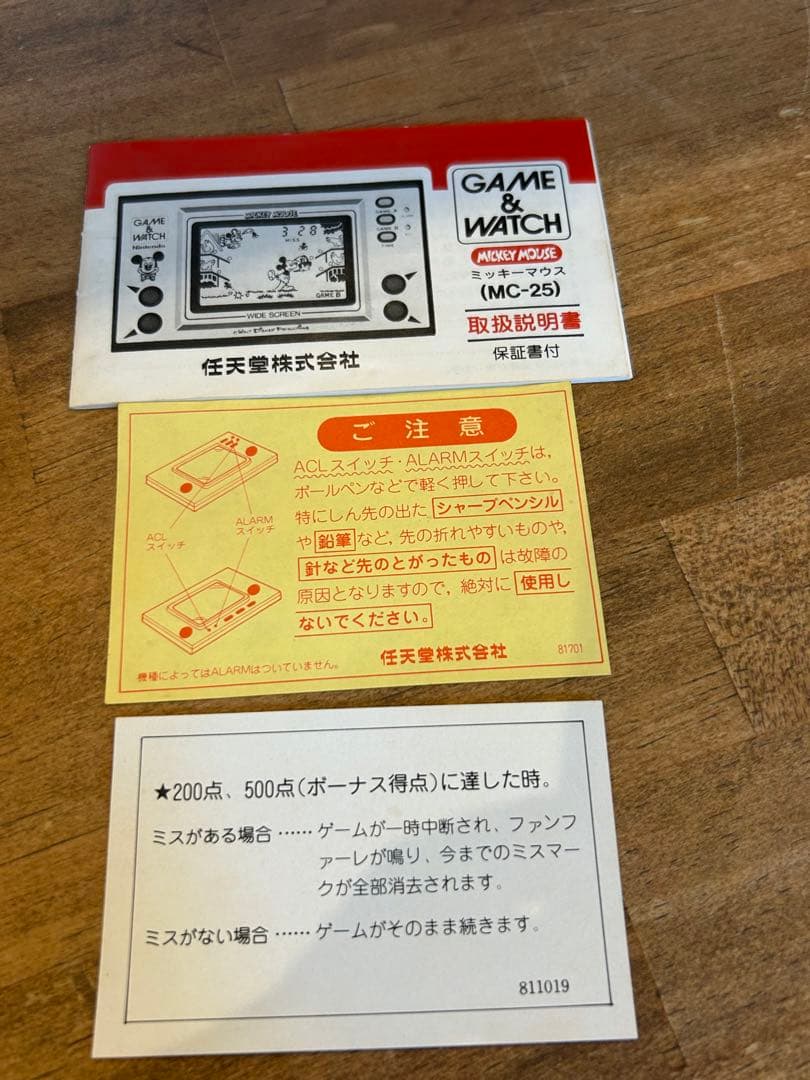 GAME
&
WATCH
Nintendo
MICKEY MOUSE
3 28
MISS
GAME B
GAME A
GAME B
TIME
WIDE SCREEN
© WALT DISNEY PRODUCTIONS
GAME
&
WATCH
MICKEY MOUSE
ミッキーマウス
(MC-25)
取扱説明書
保証書付
任天堂株式会社
ご注意
ACLスイッチ・ALARMスイッチは,
ボールペンなどで軽く押して下さい。
特にしん先の出た シャープペンシル
や 鉛筆 など, 先の折れやすいものや,
針など先のとがったもの は故障の
原因となりますので, 絶対に 使用し
ないでください。
ACL
スイッチ
ALARM
スイッチ
機種によってはALARMはついていません。
任天堂株式会社
81701
★200点、500点(ボーナス得点)に達した時。
ミスがある場合 …… ゲームが一時中断され、ファンフ
ァーレが鳴り、今までのミスマー
クが全部消去されます。
ミスがない場合 …… ゲームがそのまま続きます。
811019